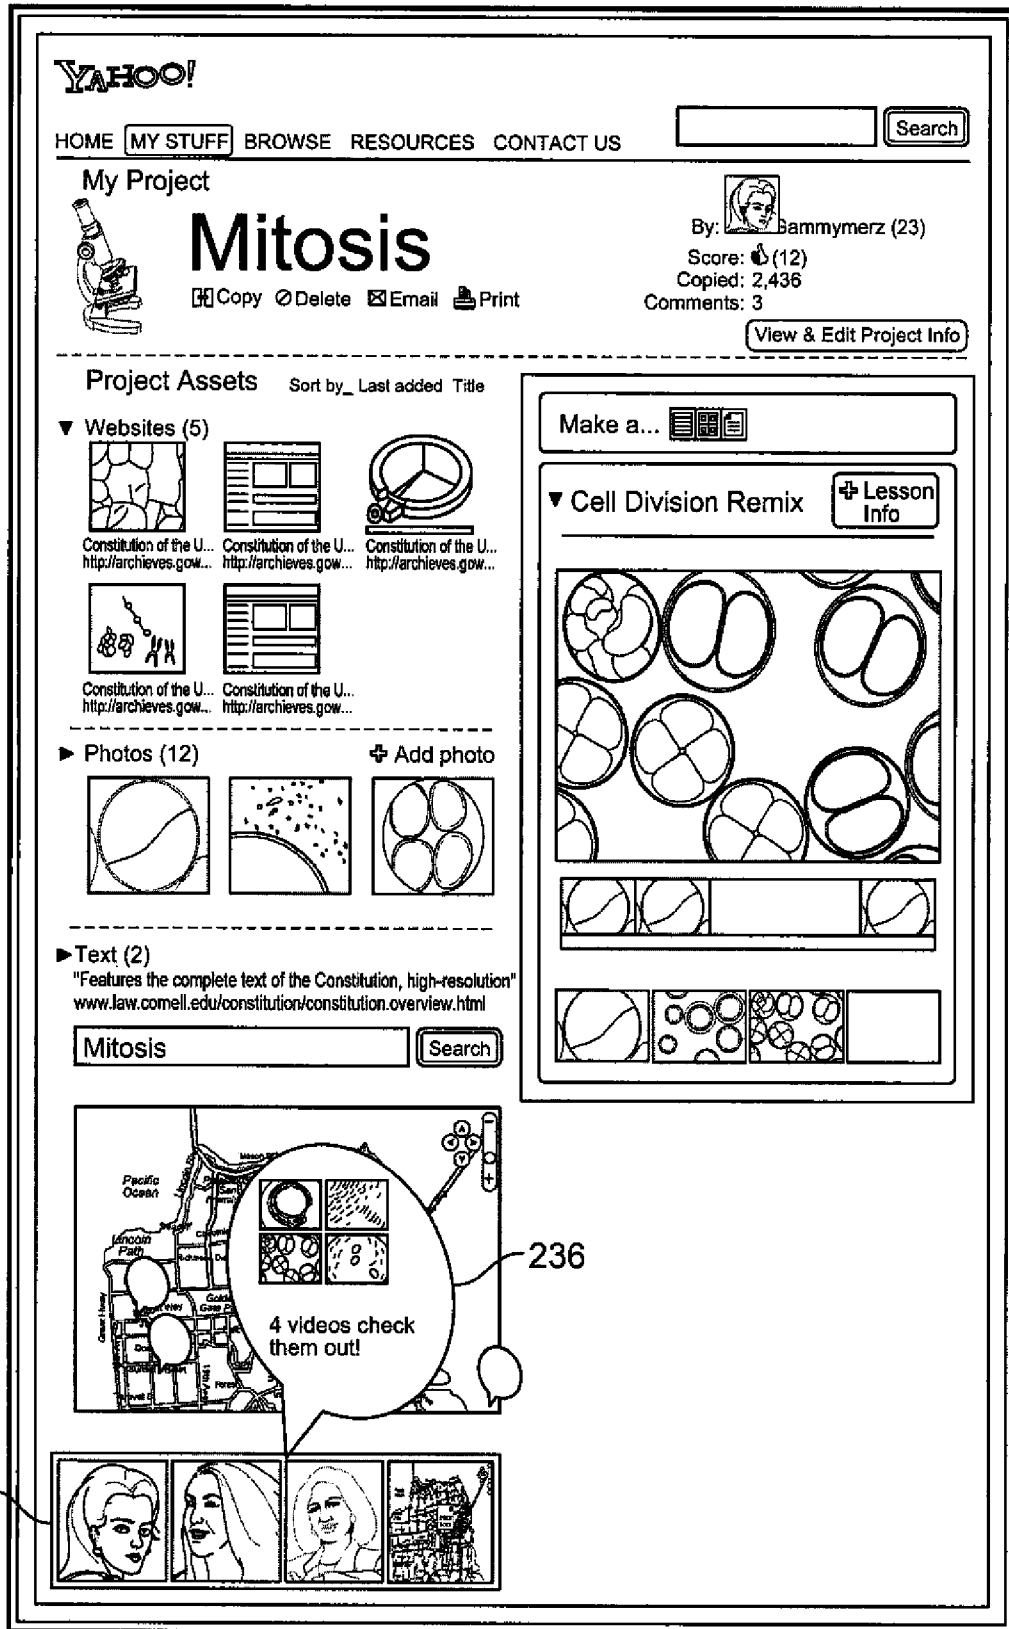 YAHOO!
HOME MY STUFF BROWSE RESOURCES CONTACT US
Search
My Project
Mitosis
Copy Delete Email Print
By: Sammymerz (23)
Score: (12)
Copied: 2,436
Comments: 3
View & Edit Project Info
Project Assets Sort by_ Last added Title
Websites (5)
Constitution of the U... Constitution of the U... Constitution of the U...
http://archieves.gow... http://archieves.gow... http://archieves.gow...
Constitution of the U... Constitution of the U...
http://archieves.gow... http://archieves.gow...
Photos (12) Add photo
Text (2)
"Features the complete text of the Constitution, high-resolution"
www.law.cornell.edu/constitution/constitution.overview.html
Mitosis Search
Make a...
Cell Division Remix
Lesson
Info
Pacific
Ocean
Lincoln
Path
4 videos check
them out!
236